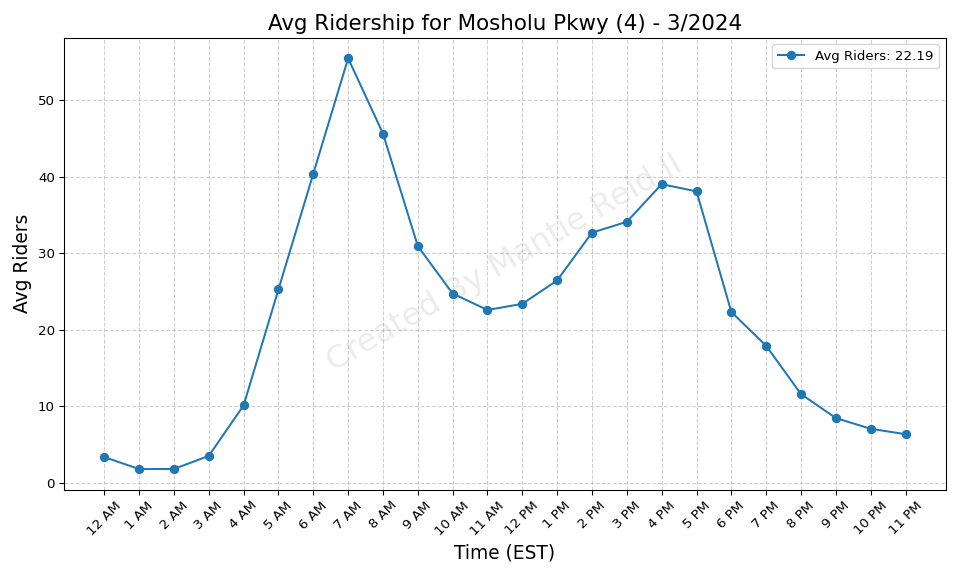 Avg Ridership for Mosholu Pkwy (4) - 3/2024
Avg Riders: 22.19
Avg Riders
50
40
30
20
10
0
Created By Mantie Reid II
12 AM
1 AM
2 AM
3 AM
4 AM
5 AM
6 AM
7 AM
8 AM
9 AM
10 AM
11 AM
12 PM
1 PM
2 PM
3 PM
4 PM
5 PM
6 PM
7 PM
8 PM
9 PM
10 PM
11 PM
Time (EST)